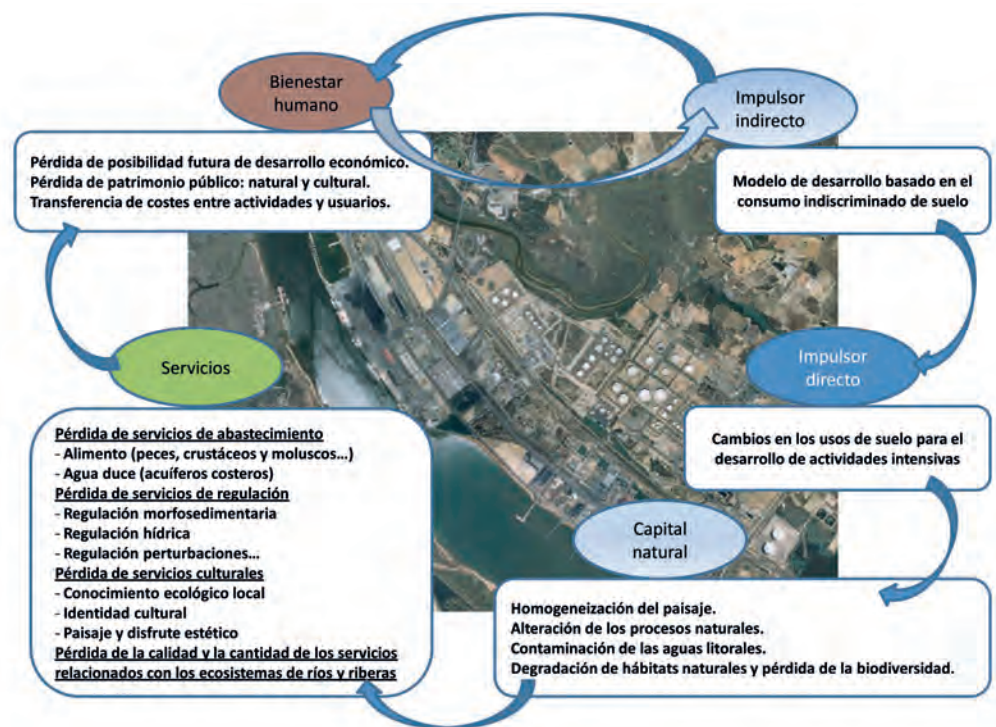 Bienestar
humano
Impulsor
indirecto
Pérdida de posibilidad futura de desarrollo económico.
Pérdida de patrimonio público: natural y cultural.
Transferencia de costes entre actividades y usuarios.
Modelo de desarrollo basado en el
consumo indiscriminado de suelo
Servicios
Impulsor
directo
Pérdida de servicios de abastecimiento
- Alimento (peces, crustáceos y moluscos...)
- Agua duce (acuíferos costeros)
Pérdida de servicios de regulación
- Regulación morfosedimentaria
- Regulación hídrica
- Regulación perturbaciones...
Pérdida de servicios culturales
- Conocimiento ecológico local
- Identidad cultural
- Paisaje y disfrute estético
Pérdida de la calidad y la cantidad de los servicios
relacionados con los ecosistemas de ríos y riberas
Cambios en los usos de suelo para el
desarrollo de actividades intensivas
Capital
natural
Homogeneización del paisaje.
Alteración de los procesos naturales.
Contaminación de las aguas litorales.
Degradación de hábitats naturales y pérdida de la biodiversidad.